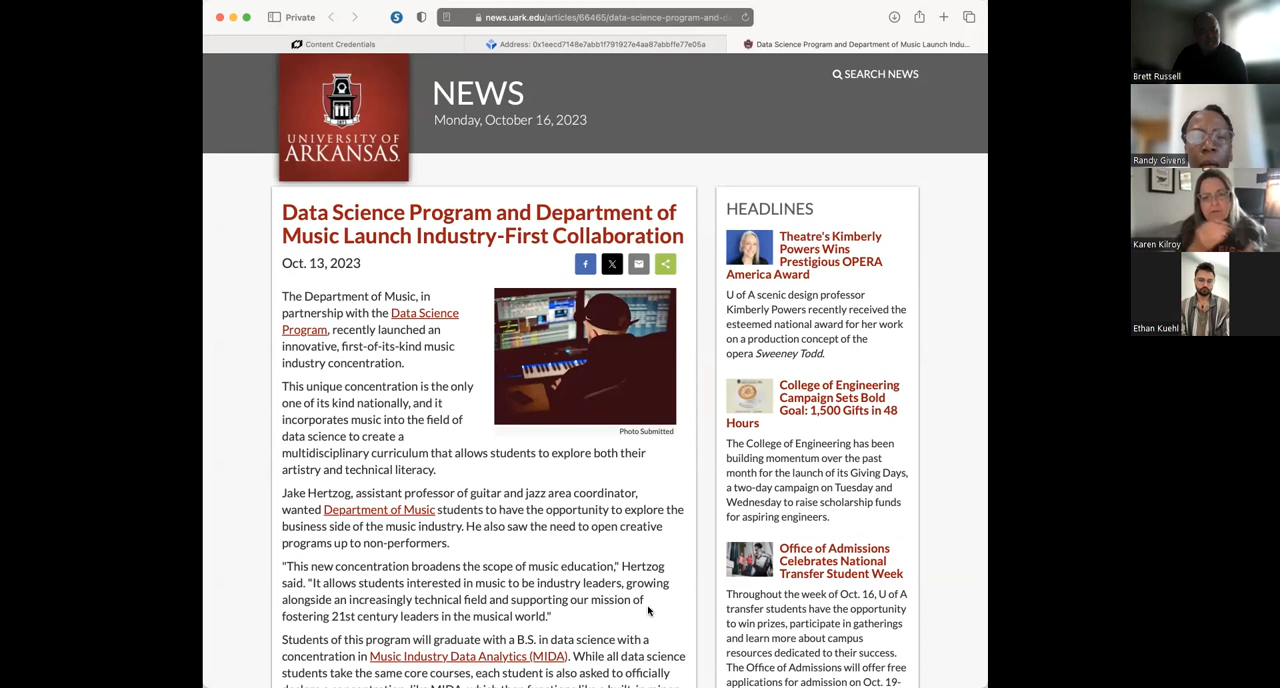 Private
news.uark.edu/articles/66465/data-science-program-and-d
Content Credentials
Address: 0x1eecd7148e7abb1f791927e4aa87abbffe77e05a
Data Science Program and Department of Music Launch Indu...
UNIVERSITY OF
ARKANSAS
NEWS
Monday, October 16, 2023
SEARCH NEWS
Data Science Program and Department of
Music Launch Industry-First Collaboration
Oct. 13, 2023
The Department of Music, in
partnership with the Data Science
Program, recently launched an
innovative, first-of-its-kind music
industry concentration.
This unique concentration is the only
one of its kind nationally, and it
incorporates music into the field of
data science to create a
multidisciplinary curriculum that allows students to explore both their
artistry and technical literacy.
Photo Submitted
Jake Hertzog, assistant professor of guitar and jazz area coordinator,
wanted Department of Music students to have the opportunity to explore the
business side of the music industry. He also saw the need to open creative
programs up to non-performers.
"This new concentration broadens the scope of music education," Hertzog
said. "It allows students interested in music to be industry leaders, growing
alongside an increasingly technical field and supporting our mission of
fostering 21st century leaders in the musical world."
Students of this program will graduate with a B.S. in data science with a
concentration in Music Industry Data Analytics (MIDA). While all data science
students take the same core courses, each student is also asked to officially
HEADLINES
Theatre's Kimberly
Powers Wins
Prestigious OPERA
America Award
U of A scenic design professor
Kimberly Powers recently received the
esteemed national award for her work
on a production concept of the
opera Sweeney Todd.
College of Engineering
Campaign Sets Bold
Goal: 1,500 Gifts in 48
Hours
The College of Engineering has been
building momentum over the past
month for the launch of its Giving Days,
a two-day campaign on Tuesday and
Wednesday to raise scholarship funds
for aspiring engineers.
Office of Admissions
Celebrates National
Transfer Student Week
Throughout the week of Oct. 16, U of A
transfer students have the opportunity
to win prizes, participate in gatherings
and learn more about campus
resources dedicated to their success.
The Office of Admissions will offer free
applications for admission on Oct. 19-
Brett Russell
Randy Givens
Karen Kilroy
Ethan Kuehl